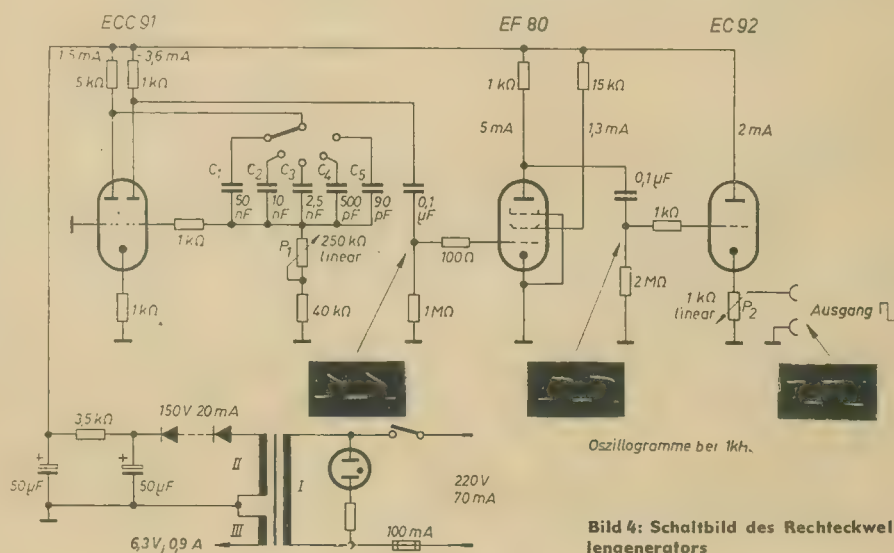 ECC 91
EF 80
EC 92
1,5 mA
3,6 mA
5 kΩ
1 kΩ
1 kΩ
15 kΩ
5 mA
1,3 mA
2 mA
C1
C2
C3
C4
C5
50 nF
10 nF
2,5 nF
500 pF
90 pF
0,1 µF
0,1 µF
1 kΩ
P1
250 kΩ linear
100 Ω
1 kΩ
1 kΩ
40 kΩ
1 MΩ
2 MΩ
1 kΩ linear
P2
Ausgang
3,5 kΩ
150 V 20 mA
II
I
III
+
+
50 µF
50 µF
220 V
70 mA
6,3 V, 0,9 A
100 mA
Oszillogramme bei 1kh.
Bild 4: Schaltbild des Rechteckwel-
lengenerators